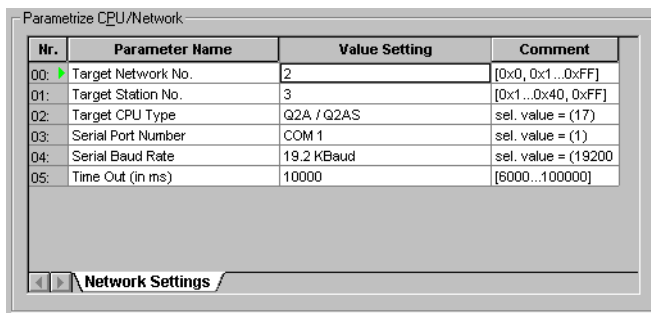 Parametrize CPU/Network
Nr. Parameter Name Value Setting Comment
00: Target Network No. 2 [0x0, 0x1...0xFF]
01: Target Station No. 3 [0x1...0x40, 0xFF]
02: Target CPU Type Q2A / Q2AS sel. value = (17)
03: Serial Port Number COM 1 sel. value = (1)
04: Serial Baud Rate 19.2 KBaud sel. value = (19200
05: Time Out (in ms) 10000 [6000...100000]
Network Settings